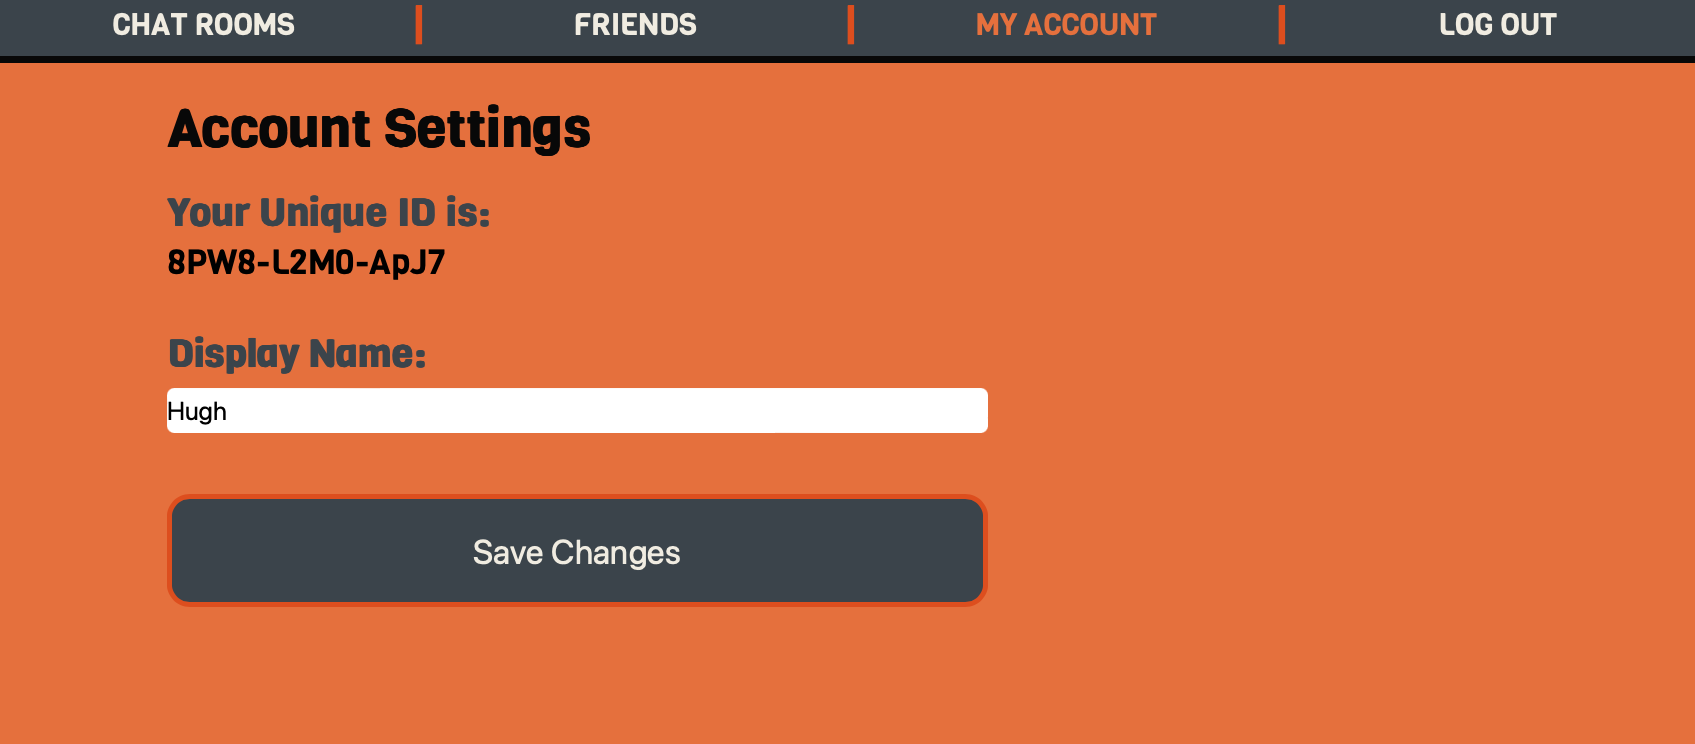 CHAT ROOMS FRIENDS MY ACCOUNT LOG OUT
Account Settings
Your Unique ID is:
8PW8-L2M0-ApJ7
Display Name:
Hugh
Save Changes